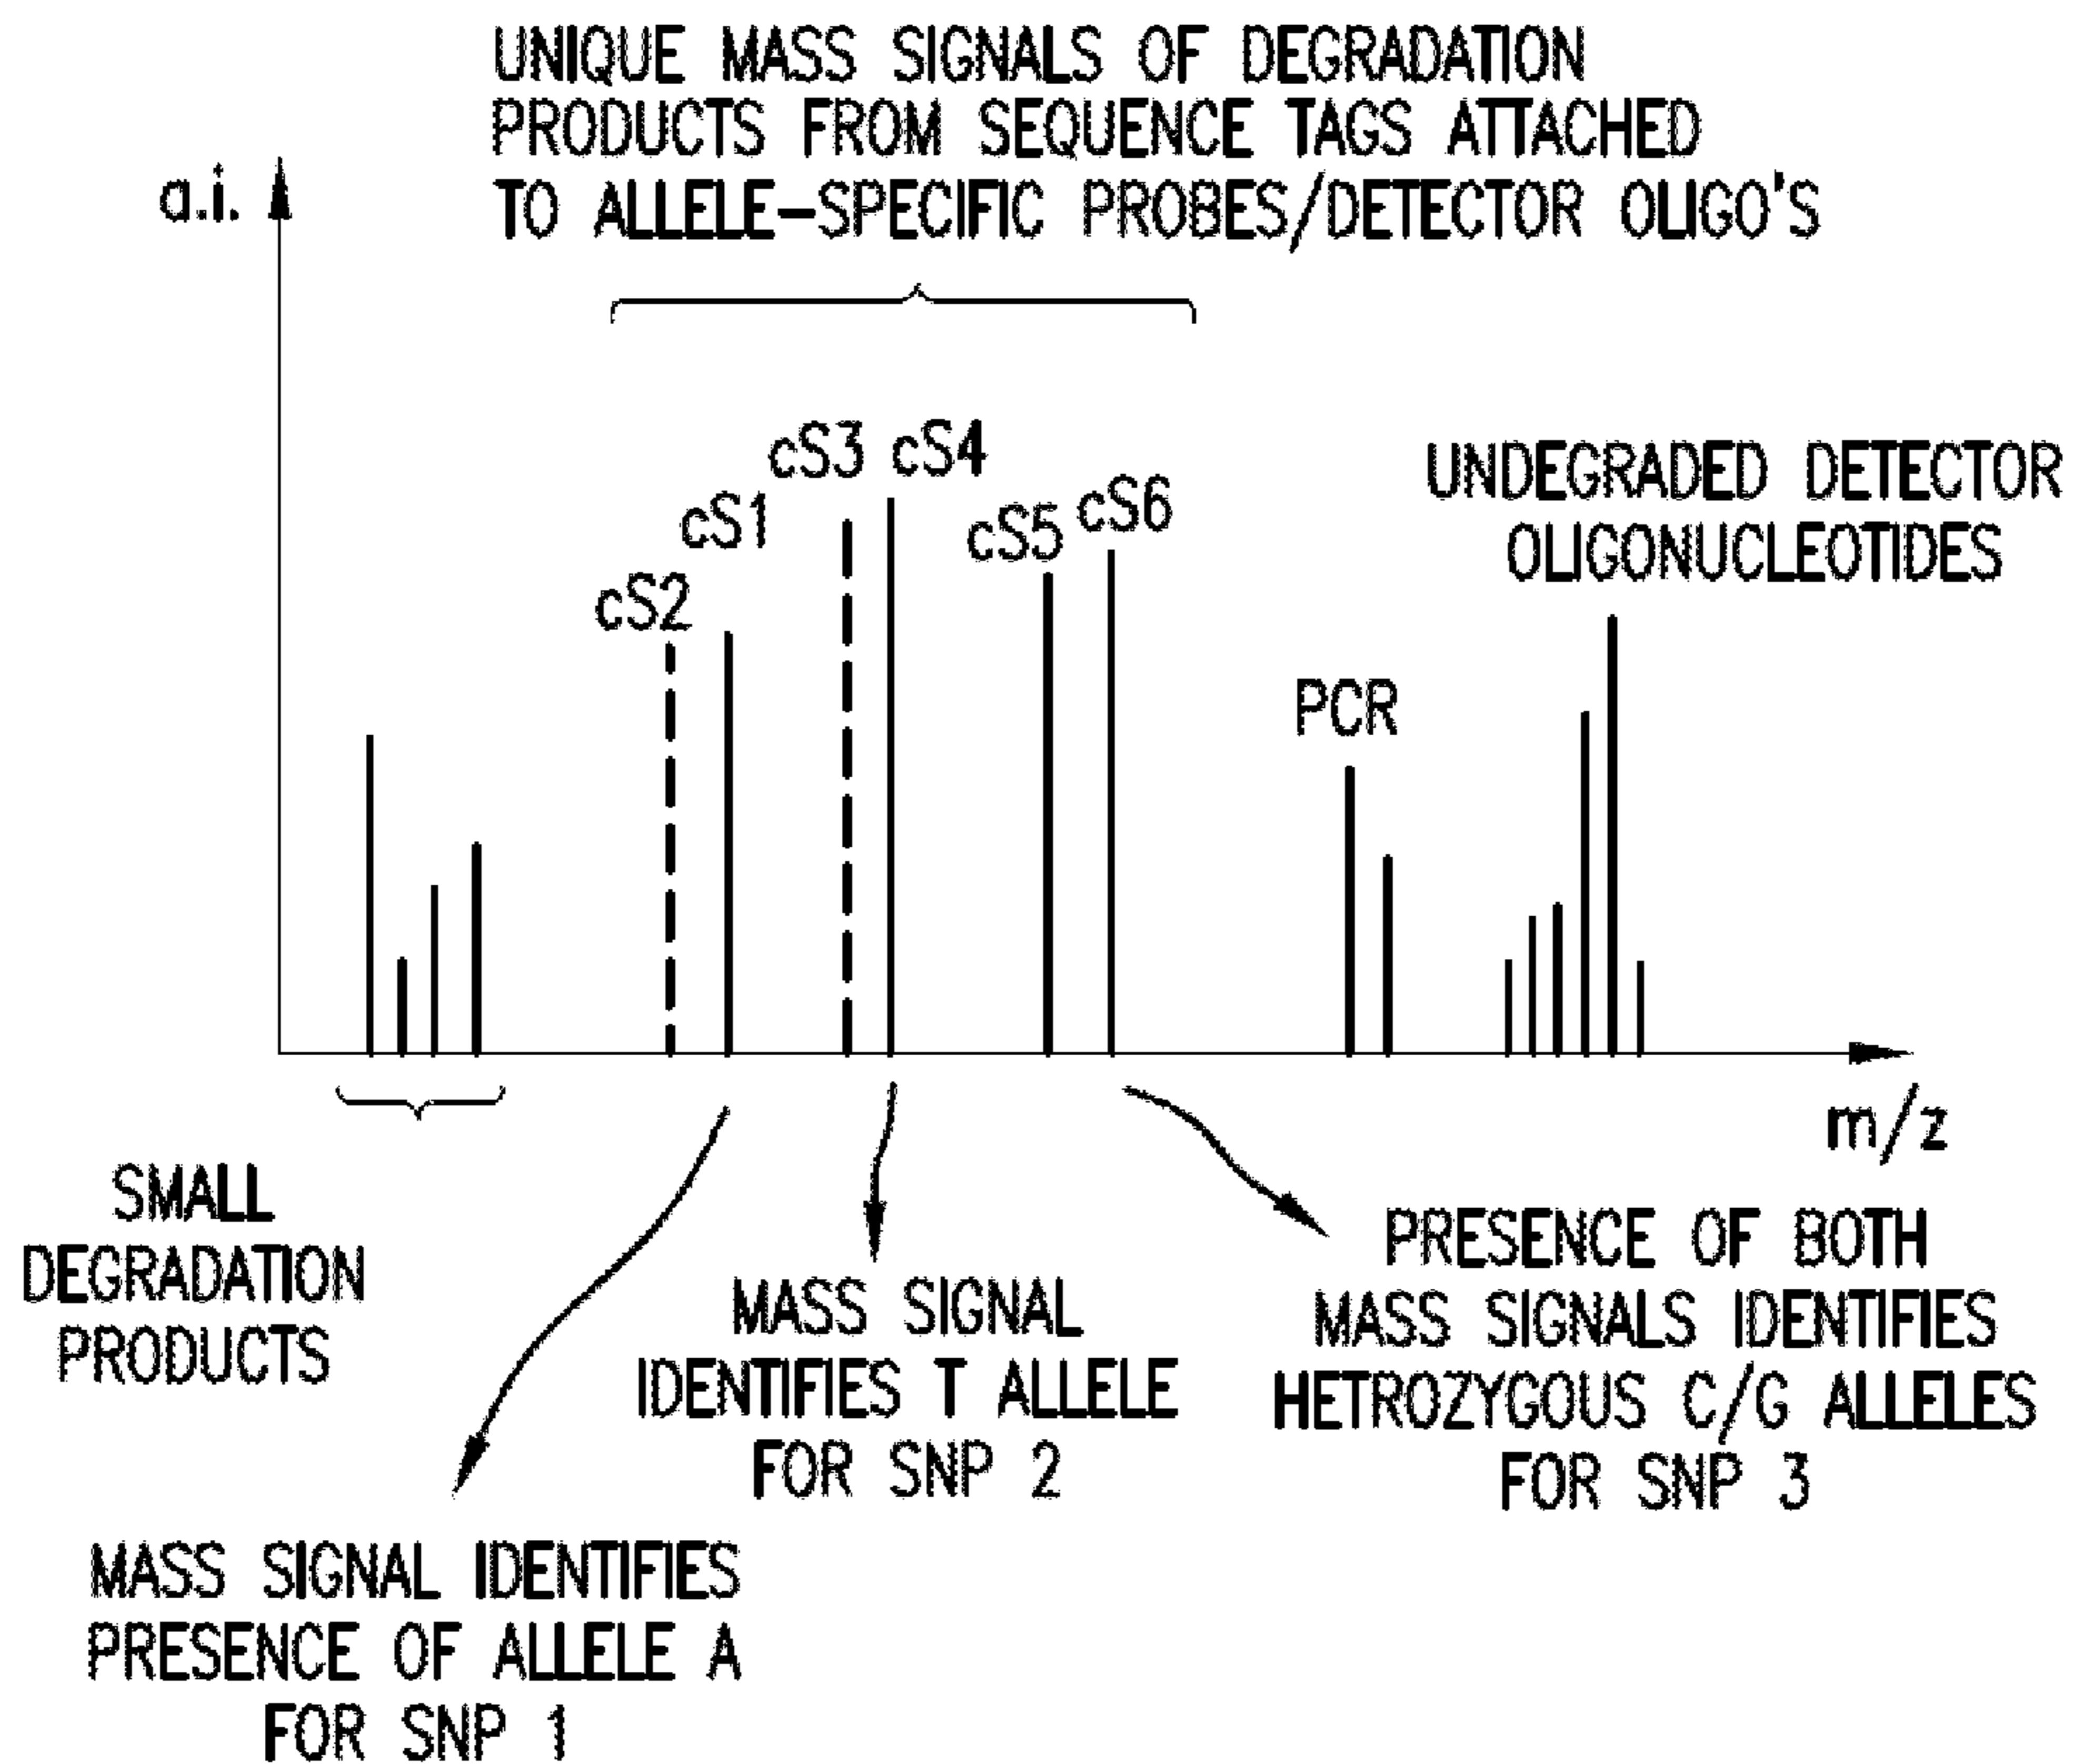 UNIQUE MASS SIGNALS OF DEGRADATION
PRODUCTS FROM SEQUENCE TAGS ATTACHED
TO ALLELE-SPECIFIC PROBES/DETECTOR OLIGO'S
a.i.
cS3 cS4
cS1
cS2
cS5
cS6
UNDEGRADED DETECTOR
OLIGONUCLEOTIDES
PCR
m/z
SMALL
DEGRADATION
PRODUCTS
MASS SIGNAL
IDENTIFIES T ALLELE
FOR SNP 2
PRESENCE OF BOTH
MASS SIGNALS IDENTIFIES
HETROZYGOUS C/G ALLELES
FOR SNP 3
MASS SIGNAL IDENTIFIES
PRESENCE OF ALLELE A
FOR SNP 1